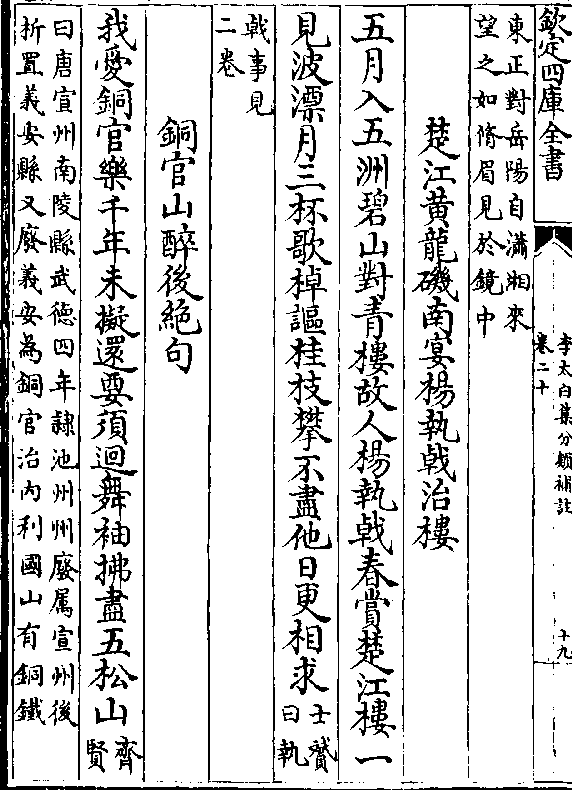 欽定四庫全書
李太白集分類補註
卷二十
十九
東正對岳陽自瀟湘來
望之如脩眉見於鏡中
楚江黄龍磯南宴楊執戟治樓
五月入五洲碧山對青樓故人楊執戟春賞楚江樓一
見波漂月三杯歌棹謳桂枝攀不盡他日更相求士贇
曰執
戟事見
二卷
銅官山醉後絶句
我愛銅官樂千年未擬還要須迴舞袖拂盡五松山齊
賢
曰唐宣州南陵縣武德四年隷池州州廢属宣州後
析置義安縣又廢義安為銅官治内利國山有銅鐵